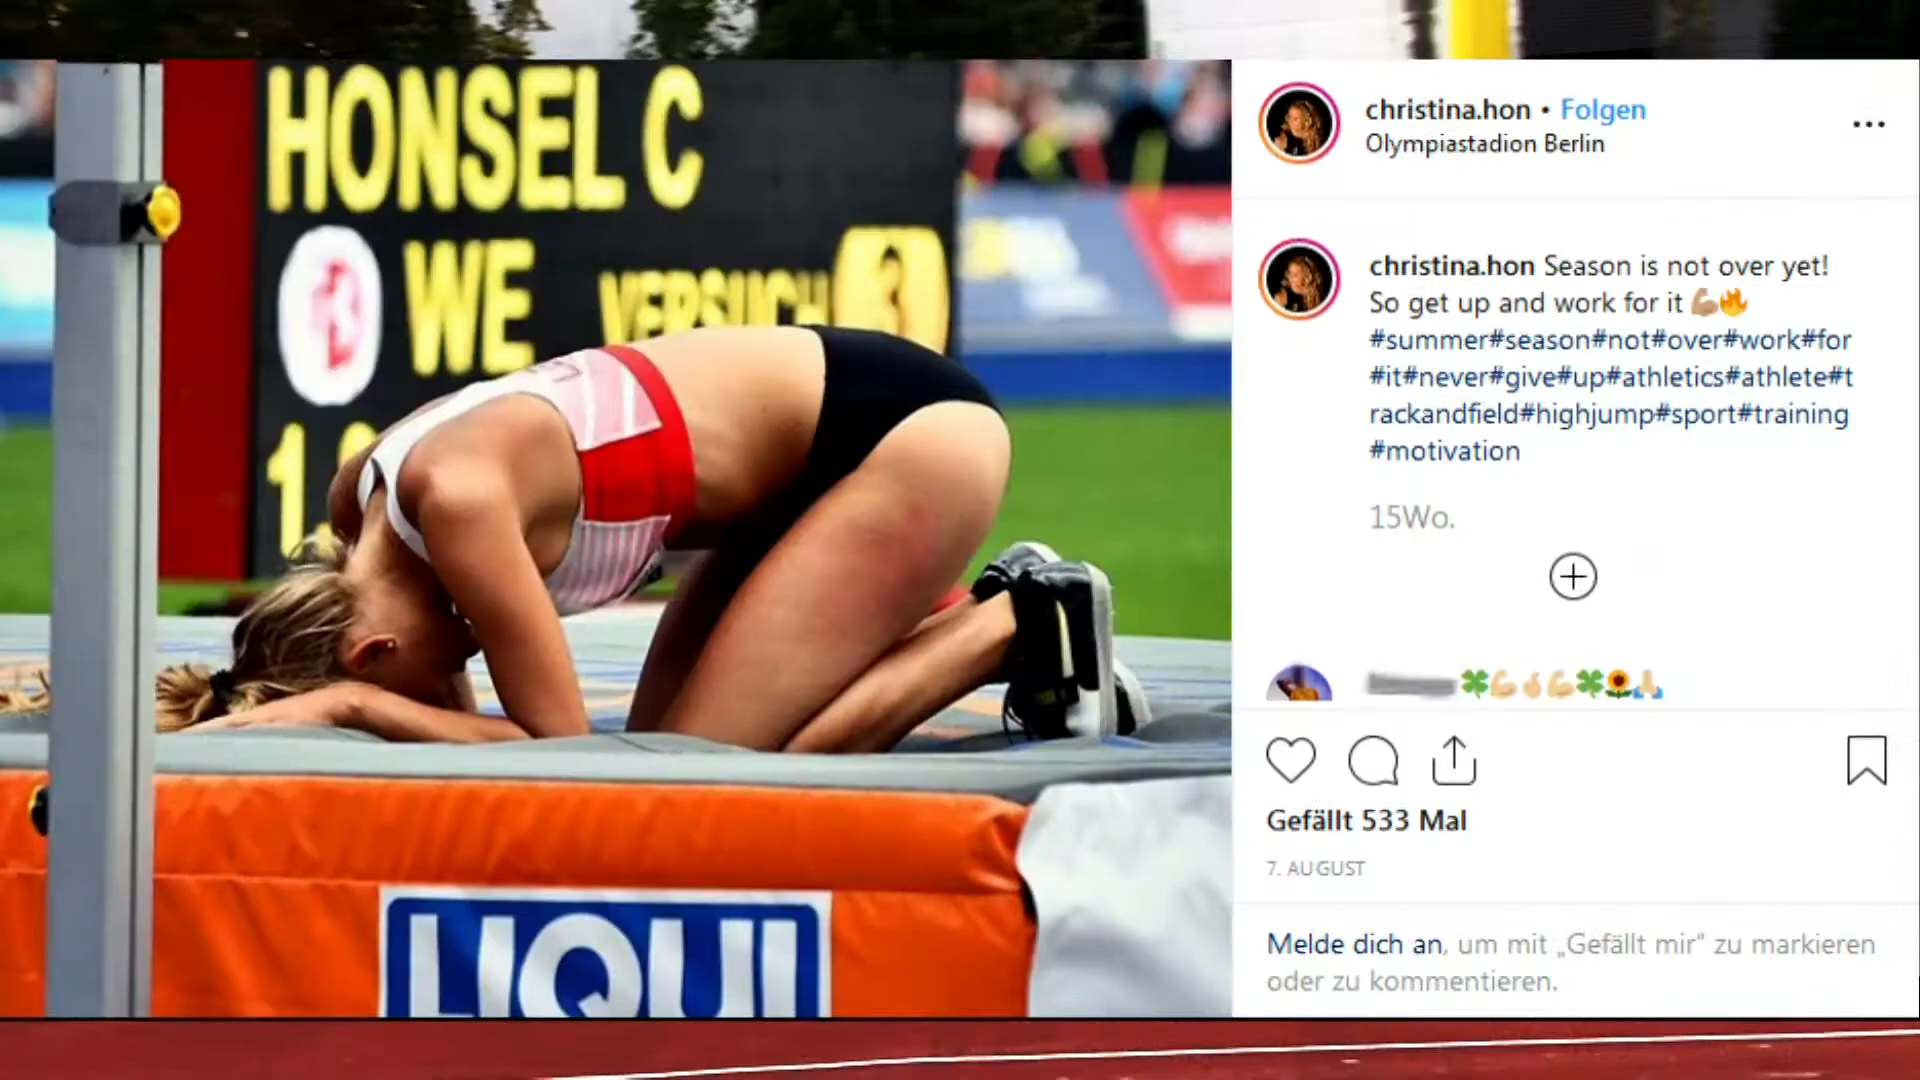 HONSEL C
WE VERSUCH 3
LIQUI
christina.hon • Folgen
Olympiastadion Berlin
christina.hon Season is not over yet!
So get up and work for it 💪🏽🔥
#summer#season#not#over#work#for
#it#never#give#up#athletics#athlete#t
rackandfield#highjump#sport#training
#motivation
15Wo.
Gefällt 533 Mal
7. AUGUST
Melde dich an, um mit „Gefällt mir“ zu markieren
oder zu kommentieren.